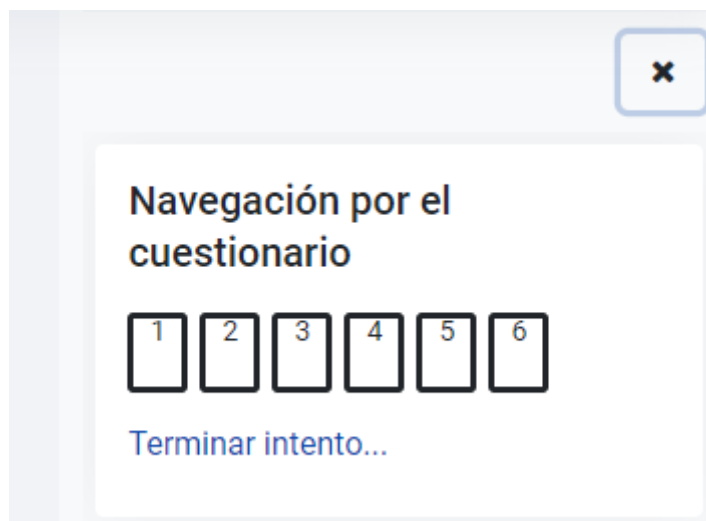 Navegación por el
cuestionario
1 2 3 4 5 6
Terminar intento...